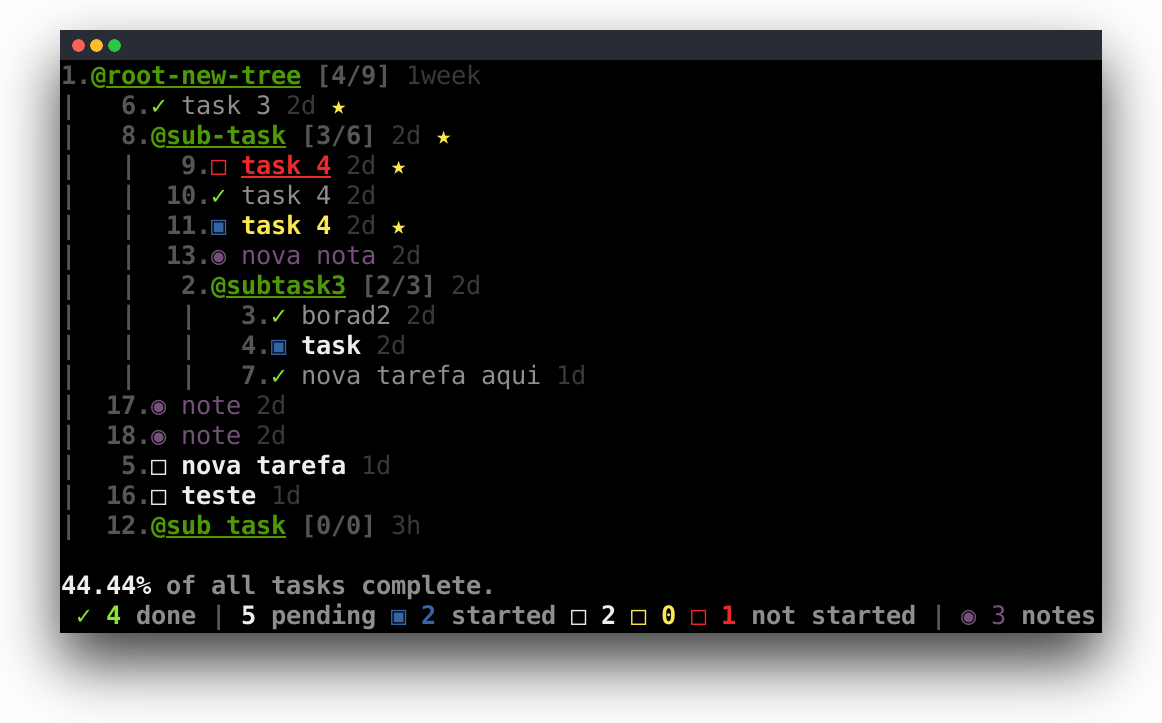 1.@root-new-tree [4/9] 1week
|   6.✓ task 3 2d ★
|   8.@sub-task [3/6] 2d ★
|   |   9.□ task 4 2d ★
|   |  10.✓ task 4 2d
|   |  11.▣ task 4 2d ★
|   |  13.◉ nova nota 2d
|   |   2.@subtask3 [2/3] 2d
|   |   |   3.✓ borad2 2d
|   |   |   4.▣ task 2d
|   |   |   7.✓ nova tarefa aqui 1d
|  17.◉ note 2d
|  18.◉ note 2d
|   5.□ nova tarefa 1d
|  16.□ teste 1d
|  12.@sub task [0/0] 3h
44.44% of all tasks complete.
✓ 4 done | 5 pending ▣ 2 started □ 2 □ 0 □ 1 not started | ◉ 3 notes